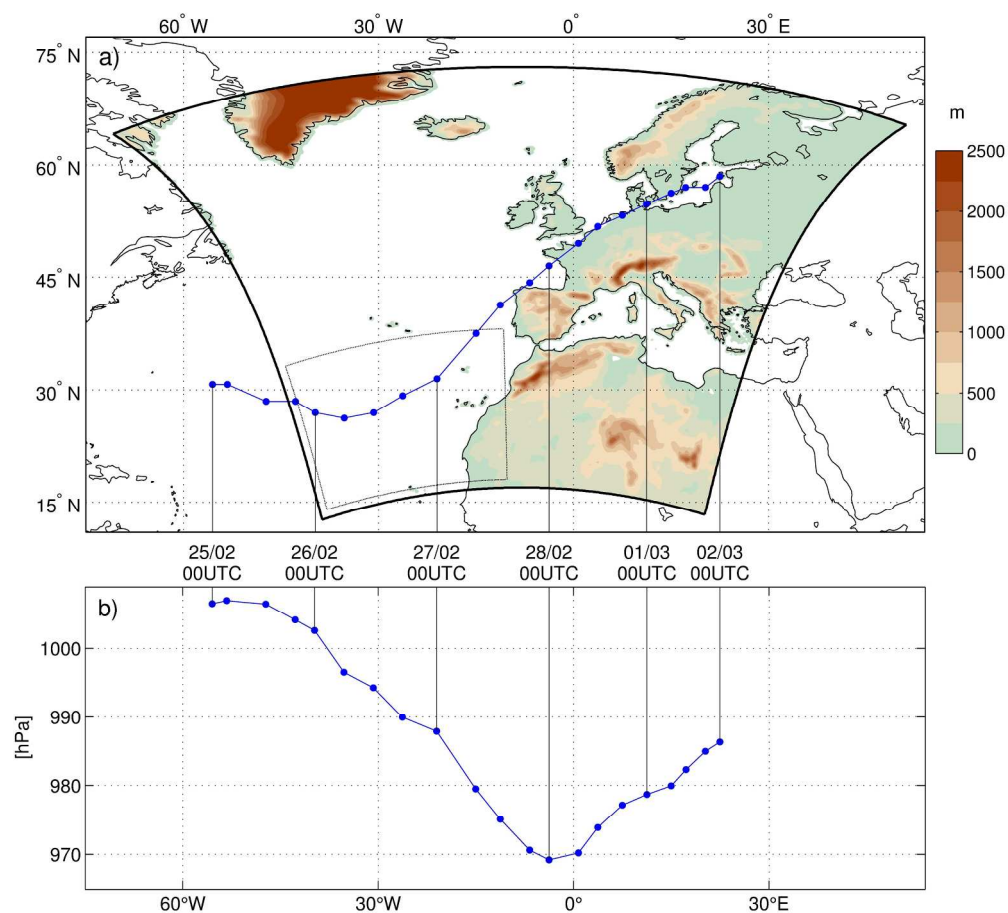 60° W 30° W 0° 30° E
75° N
a)
60° N
45° N
30° N
15° N
m
2500
2000
1500
1000
500
0
25/02 26/02 27/02 28/02 01/03 02/03
00UTC 00UTC 00UTC 00UTC 00UTC 00UTC
b)
1000
990
980
970
[hPa]
60°W 30°W 0° 30°E